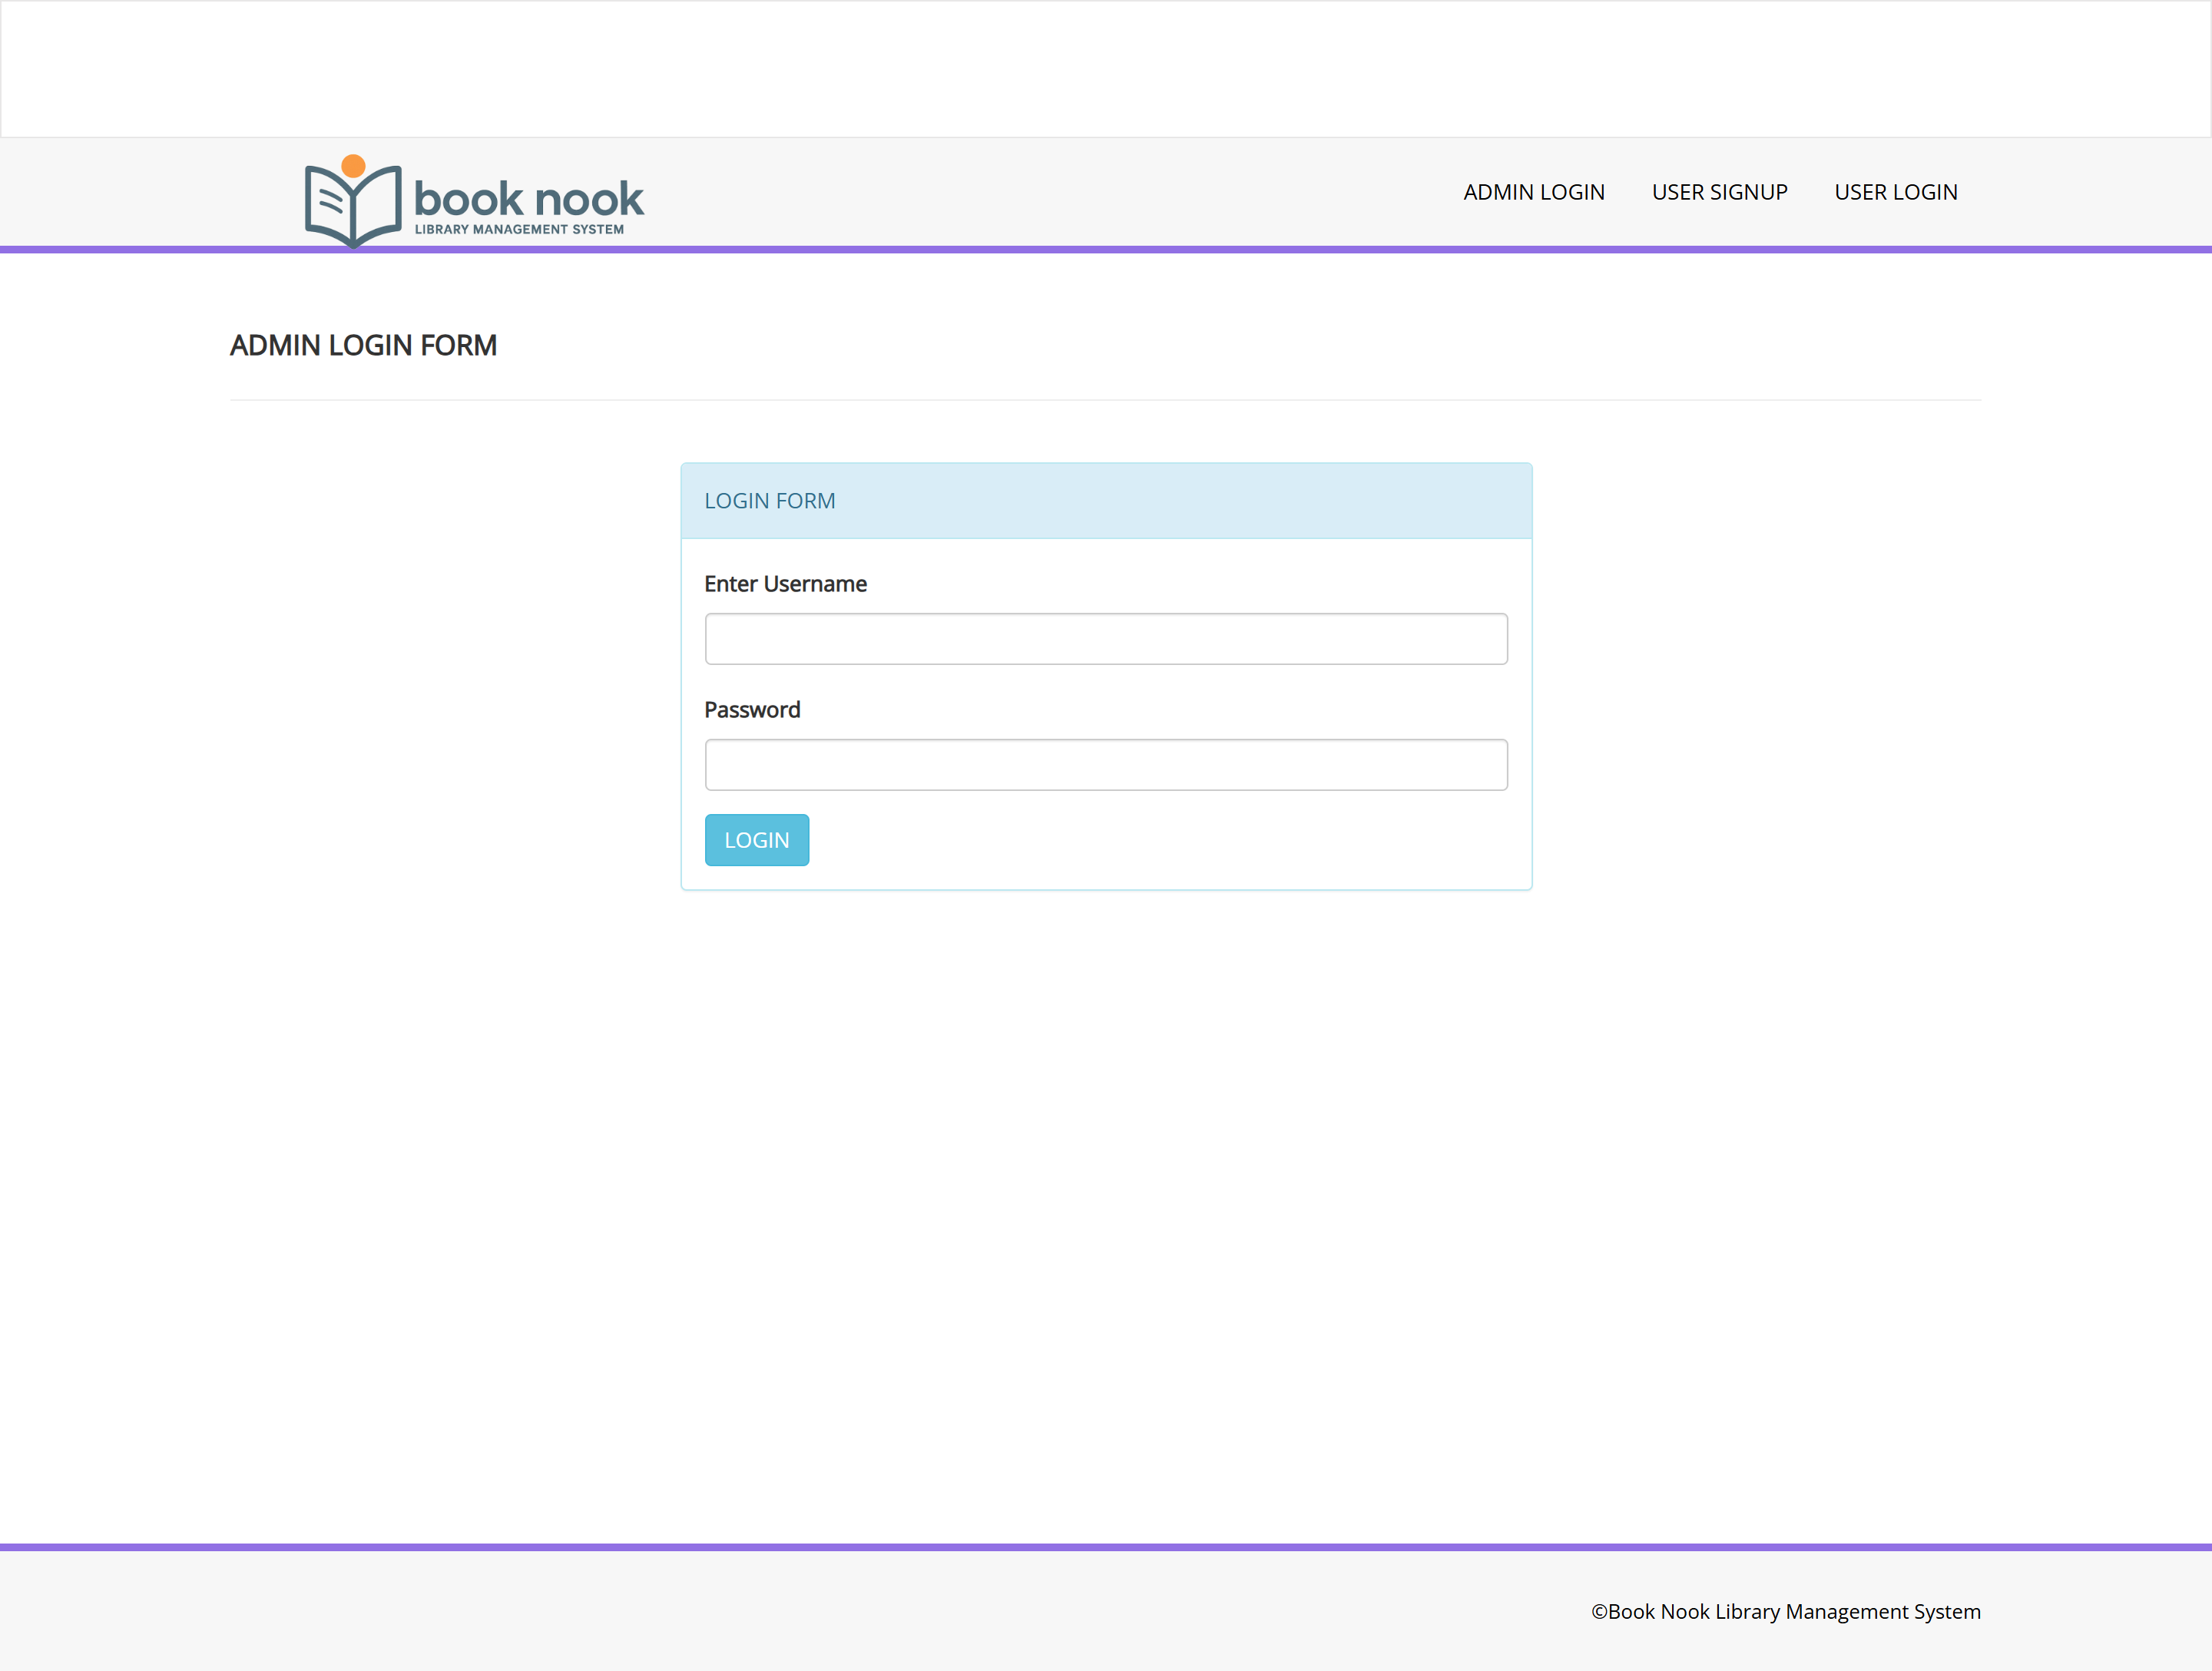 book nook
LIBRARY MANAGEMENT SYSTEM
ADMIN LOGIN USER SIGNUP USER LOGIN
ADMIN LOGIN FORM
LOGIN FORM
Enter Username
Password
LOGIN
©Book Nook Library Management System